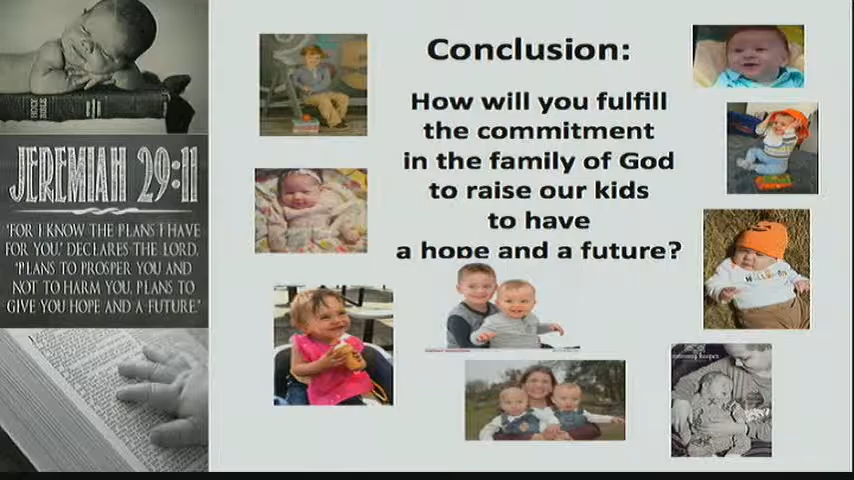 HOLY BIBLE
JEREMIAH 29:11
"FOR I KNOW THE PLANS I HAVE
FOR YOU," DECLARES THE LORD,
"PLANS TO PROSPER YOU AND
NOT TO HARM YOU, PLANS TO
GIVE YOU HOPE AND A FUTURE."
Conclusion:
How will you fulfill
the commitment
in the family of God
to raise our kids
to have
a hope and a future?